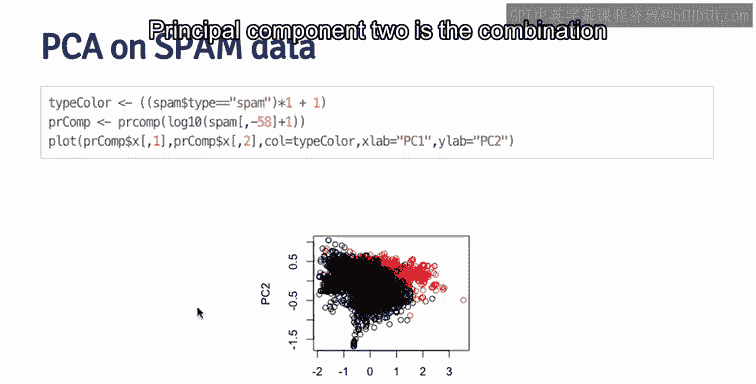 Principal component two is the combination
PCA on SPAM data
typeColor <- ((spam$type=="spam")*1 + 1)
prComp <- prcomp(log10(spam[,-58]+1))
plot(prComp$x[,1],prComp$x[,2],col=typeColor,xlab="PC1",ylab="PC2")
PC2
0.5
-0.5
-1.5
-2 -1 0 1 2 3